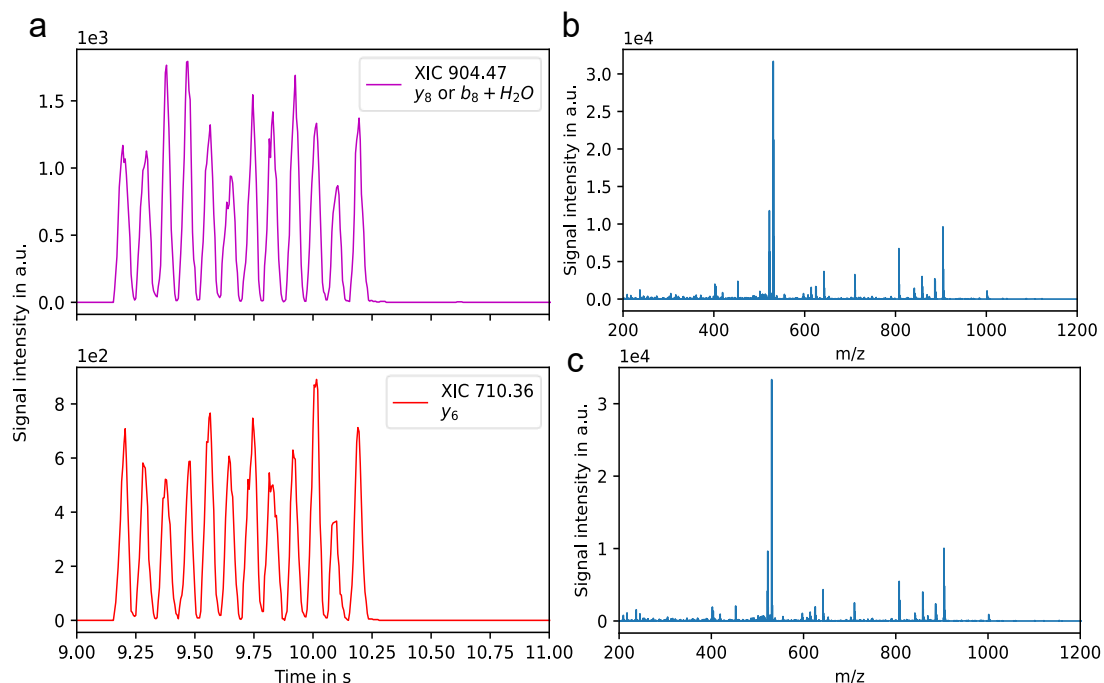 a
1e3
XIC 904.47
y8 or b8 + H2O
1.5
1.0
0.5
0.0
Signal intensity in a.u.
1e2
XIC 710.36
y6
8
6
4
2
0
9.00 9.25 9.50 9.75 10.00 10.25 10.50 10.75 11.00
Time in s
b
1e4
3.0
2.5
2.0
1.5
1.0
0.5
0.0
Signal intensity in a.u.
200 400 600 800 1000 1200
m/z
c
1e4
3
2
1
0
Signal intensity in a.u.
200 400 600 800 1000 1200
m/z